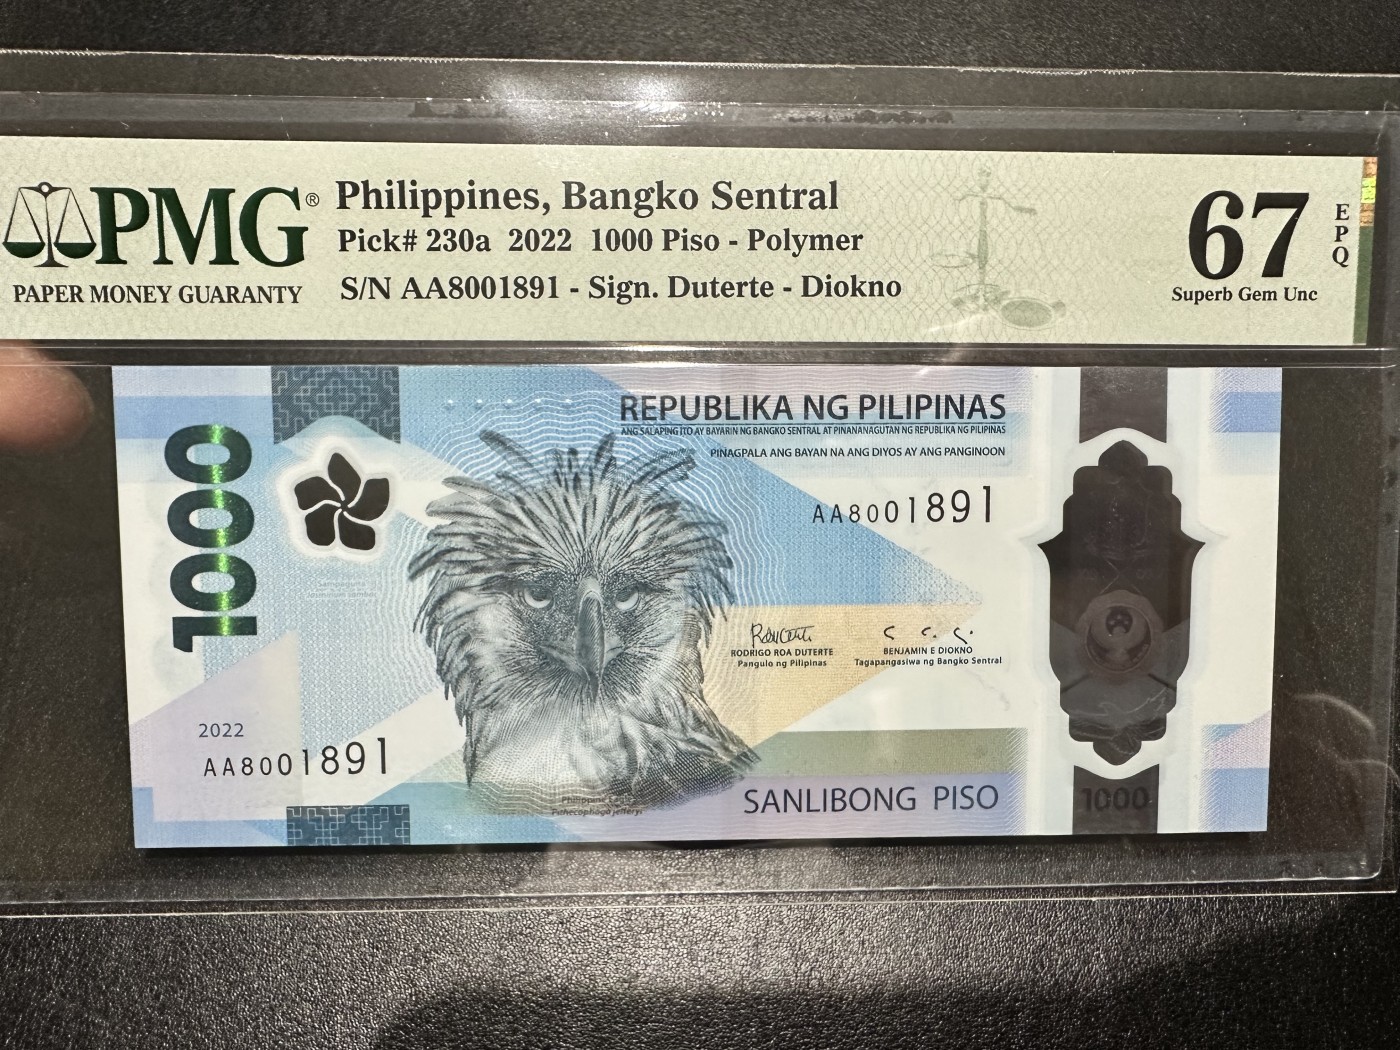 PMG®
PAPER MONEY GUARANTY
Philippines, Bangko Sentral
Pick# 230a 2022 1000 Piso - Polymer
S/N AA8001891 - Sign. Duterte - Diokno
67
EPQ
Superb Gem Unc
1000
REPUBLIKA NG PILIPINAS
ANG SALAPING ITO AY BAYARIN NG BANGKO SENTRAL AT PINANANAGUTAN NG REPUBLIKA NG PILIPINAS
PINAGPALA ANG BAYAN NA ANG DIYOS AY ANG PANGINOON
AA8001891
RODRIGO ROA DUTERTE
Pangulo ng Pilipinas
BENJAMIN E DIOKNO
Tagapangasiwa ng Bangko Sentral
2022
AA8001891
Pithecophaga jefferyi
SANLIBONG PISO
1000